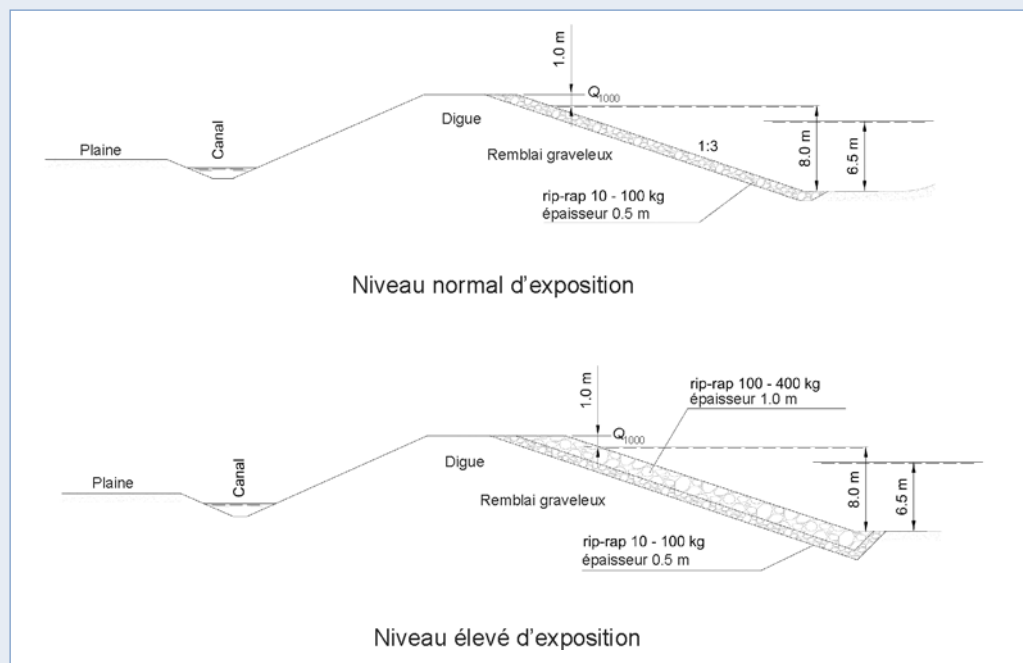 1.0 m
Q1000
Digue
Canal
Plaine
Remblai graveleux
1:3
8.0 m
6.5 m
rip-rap 10 - 100 kg
épaisseur 0.5 m
Niveau normal d'exposition
rip-rap 100 - 400 kg
épaisseur 1.0 m
1.0 m
Q1000
Digue
Canal
Plaine
Remblai graveleux
8.0 m
6.5 m
rip-rap 10 - 100 kg
épaisseur 0.5 m
Niveau élevé d'exposition